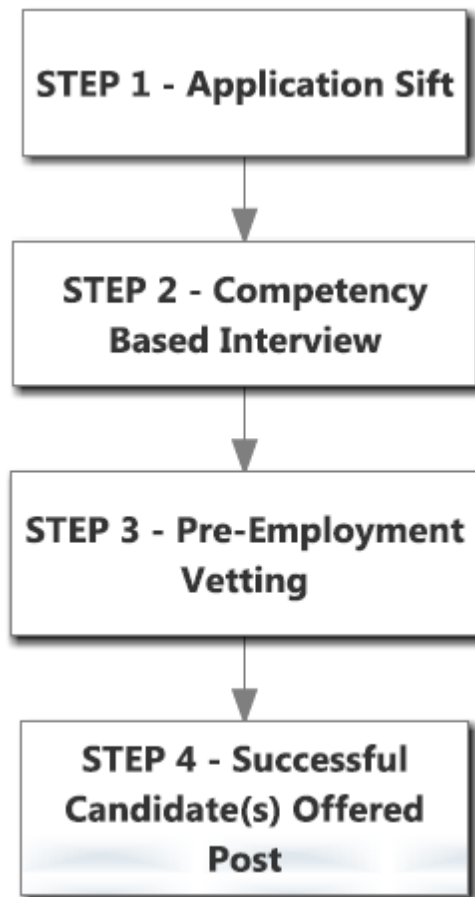 STEP 1 - Application Sift
STEP 2 - Competency
Based Interview
STEP 3 - Pre-Employment
Vetting
STEP 4 - Successful
Candidate(s) Offered
Post